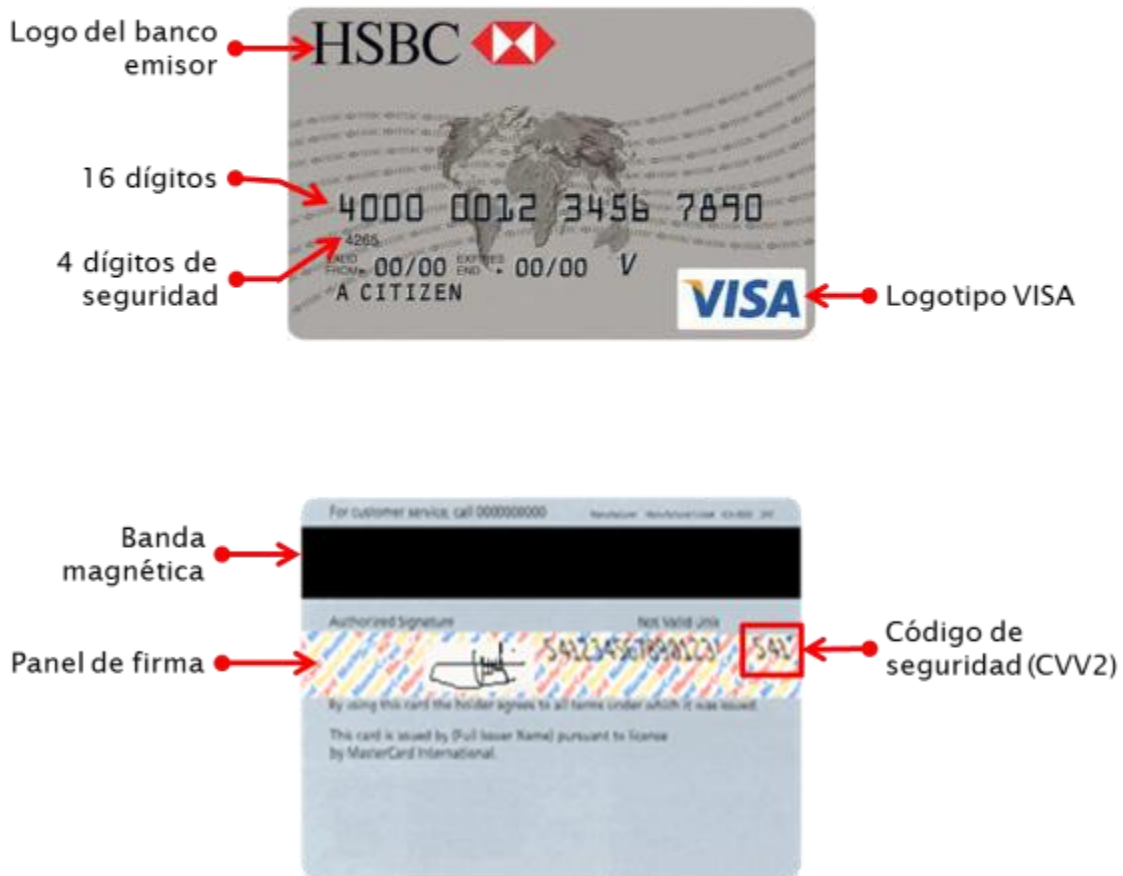 Logo del banco
emisor
HSBC
16 dígitos
4000 0012 3456 7890
4265
4 dígitos de
seguridad
VALID
FROM
00/00
EXPIRES
END
00/00 V
A CITIZEN
VISA
Logotipo VISA
For customer service, call 0000000000
Banda
magnética
Authorized Signature
Not Valid Unle
Panel de firma
5412345678901231
541
Código de
seguridad (CVV2)
By using this card the holder agrees to all terms under which it was issued.
This card is issued by (Full Issuer Name) pursuant to license
by MasterCard International.